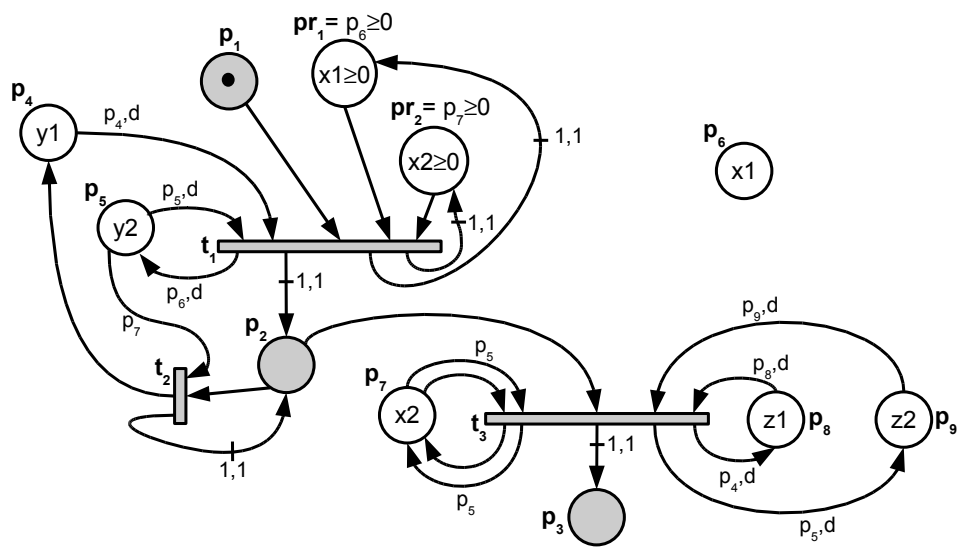 pr₁= p₆≥0
p₁
x1≥0
p₄
pr₂= p₇≥0
y1
p₄,d
1,1
p₆
x2≥0
x1
p₅
p₅,d
y2
1,1
t₁
p₆,d
1,1
p₇
p₂
p₉,d
t₂
p₅
p₈,d
p₇
x2
t₃
z1
p₈
z2
p₉
1,1
1,1
p₄,d
p₅
p₃
p₅,d